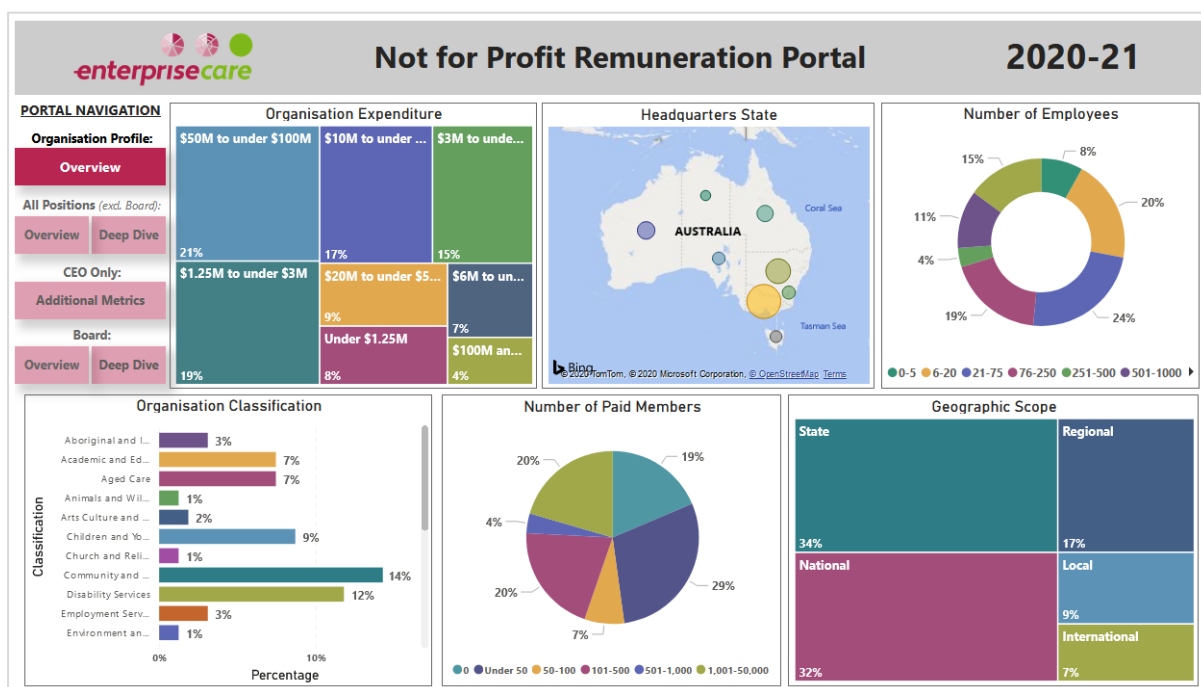 enterprisecare
Not for Profit Remuneration Portal
2020-21
PORTAL NAVIGATION
Organisation Profile:
Overview
All Positions (excl. Board):
Overview
Deep Dive
CEO Only:
Additional Metrics
Board:
Overview
Deep Dive
Organisation Expenditure
$50M to under $100M
21%
$10M to under ...
17%
$3M to unde...
15%
$1.25M to under $3M
19%
$20M to under $5...
9%
$6M to un...
7%
Under $1.25M
8%
$100M an...
4%
Headquarters State
AUSTRALIA
Coral Sea
Tasman Sea
Bing
© 2020 TomTom, © 2020 Microsoft Corporation, © OpenStreetMap Terms
Number of Employees
8%
20%
24%
19%
4%
11%
15%
0-5 6-20 21-75 76-250 251-500 501-1000
Organisation Classification
Classification
Aboriginal and I... 3%
Academic and Ed... 7%
Aged Care 7%
Animals and Wil... 1%
Arts Culture and ... 2%
Children and Yo... 9%
Church and Reli... 1%
Community and ... 14%
Disability Services 12%
Employment Serv... 3%
Environment an... 1%
0% 10%
Percentage
Number of Paid Members
19%
29%
7%
20%
4%
20%
0 Under 50 50-100 101-500 501-1,000 1,001-50,000
Geographic Scope
State
34%
National
32%
Regional
17%
Local
9%
International
7%